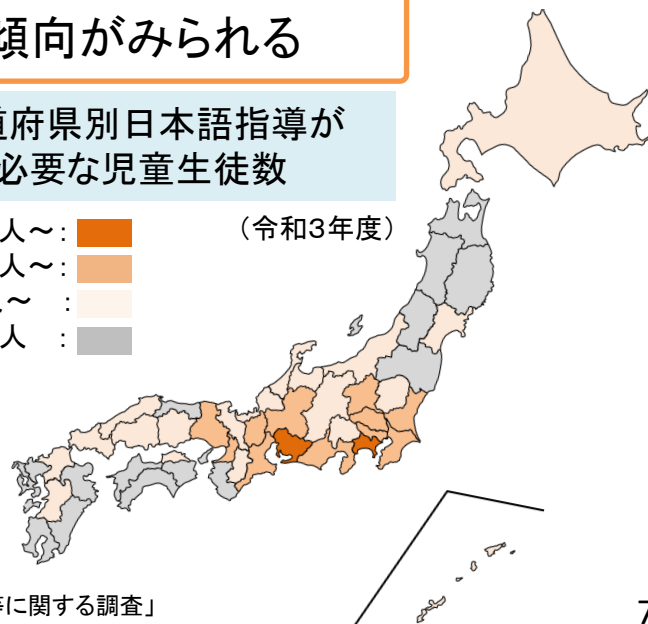 傾向がみられる
道府県別日本語指導が
必要な児童生徒数
(令和3年度)
人〜:
人〜:
〜 :
人 :
等に関する調査」
7